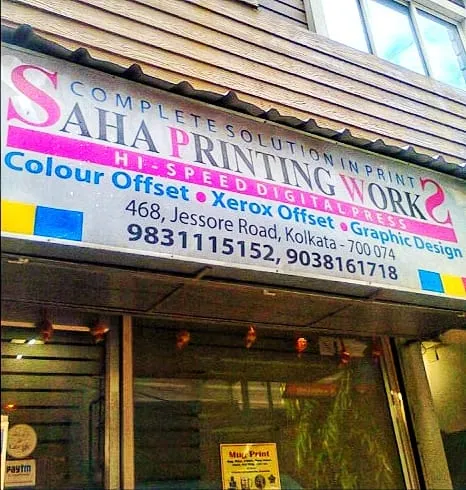 COMPLETE SOLUTION IN PRINT
SAHA PRINTING WORKS
HI-SPEED DIGITAL PRESS
Colour Offset • Xerox Offset • Graphic Design
468, Jessore Road, Kolkata - 700 074
9831115152, 9038161718
Mug Print
paytm